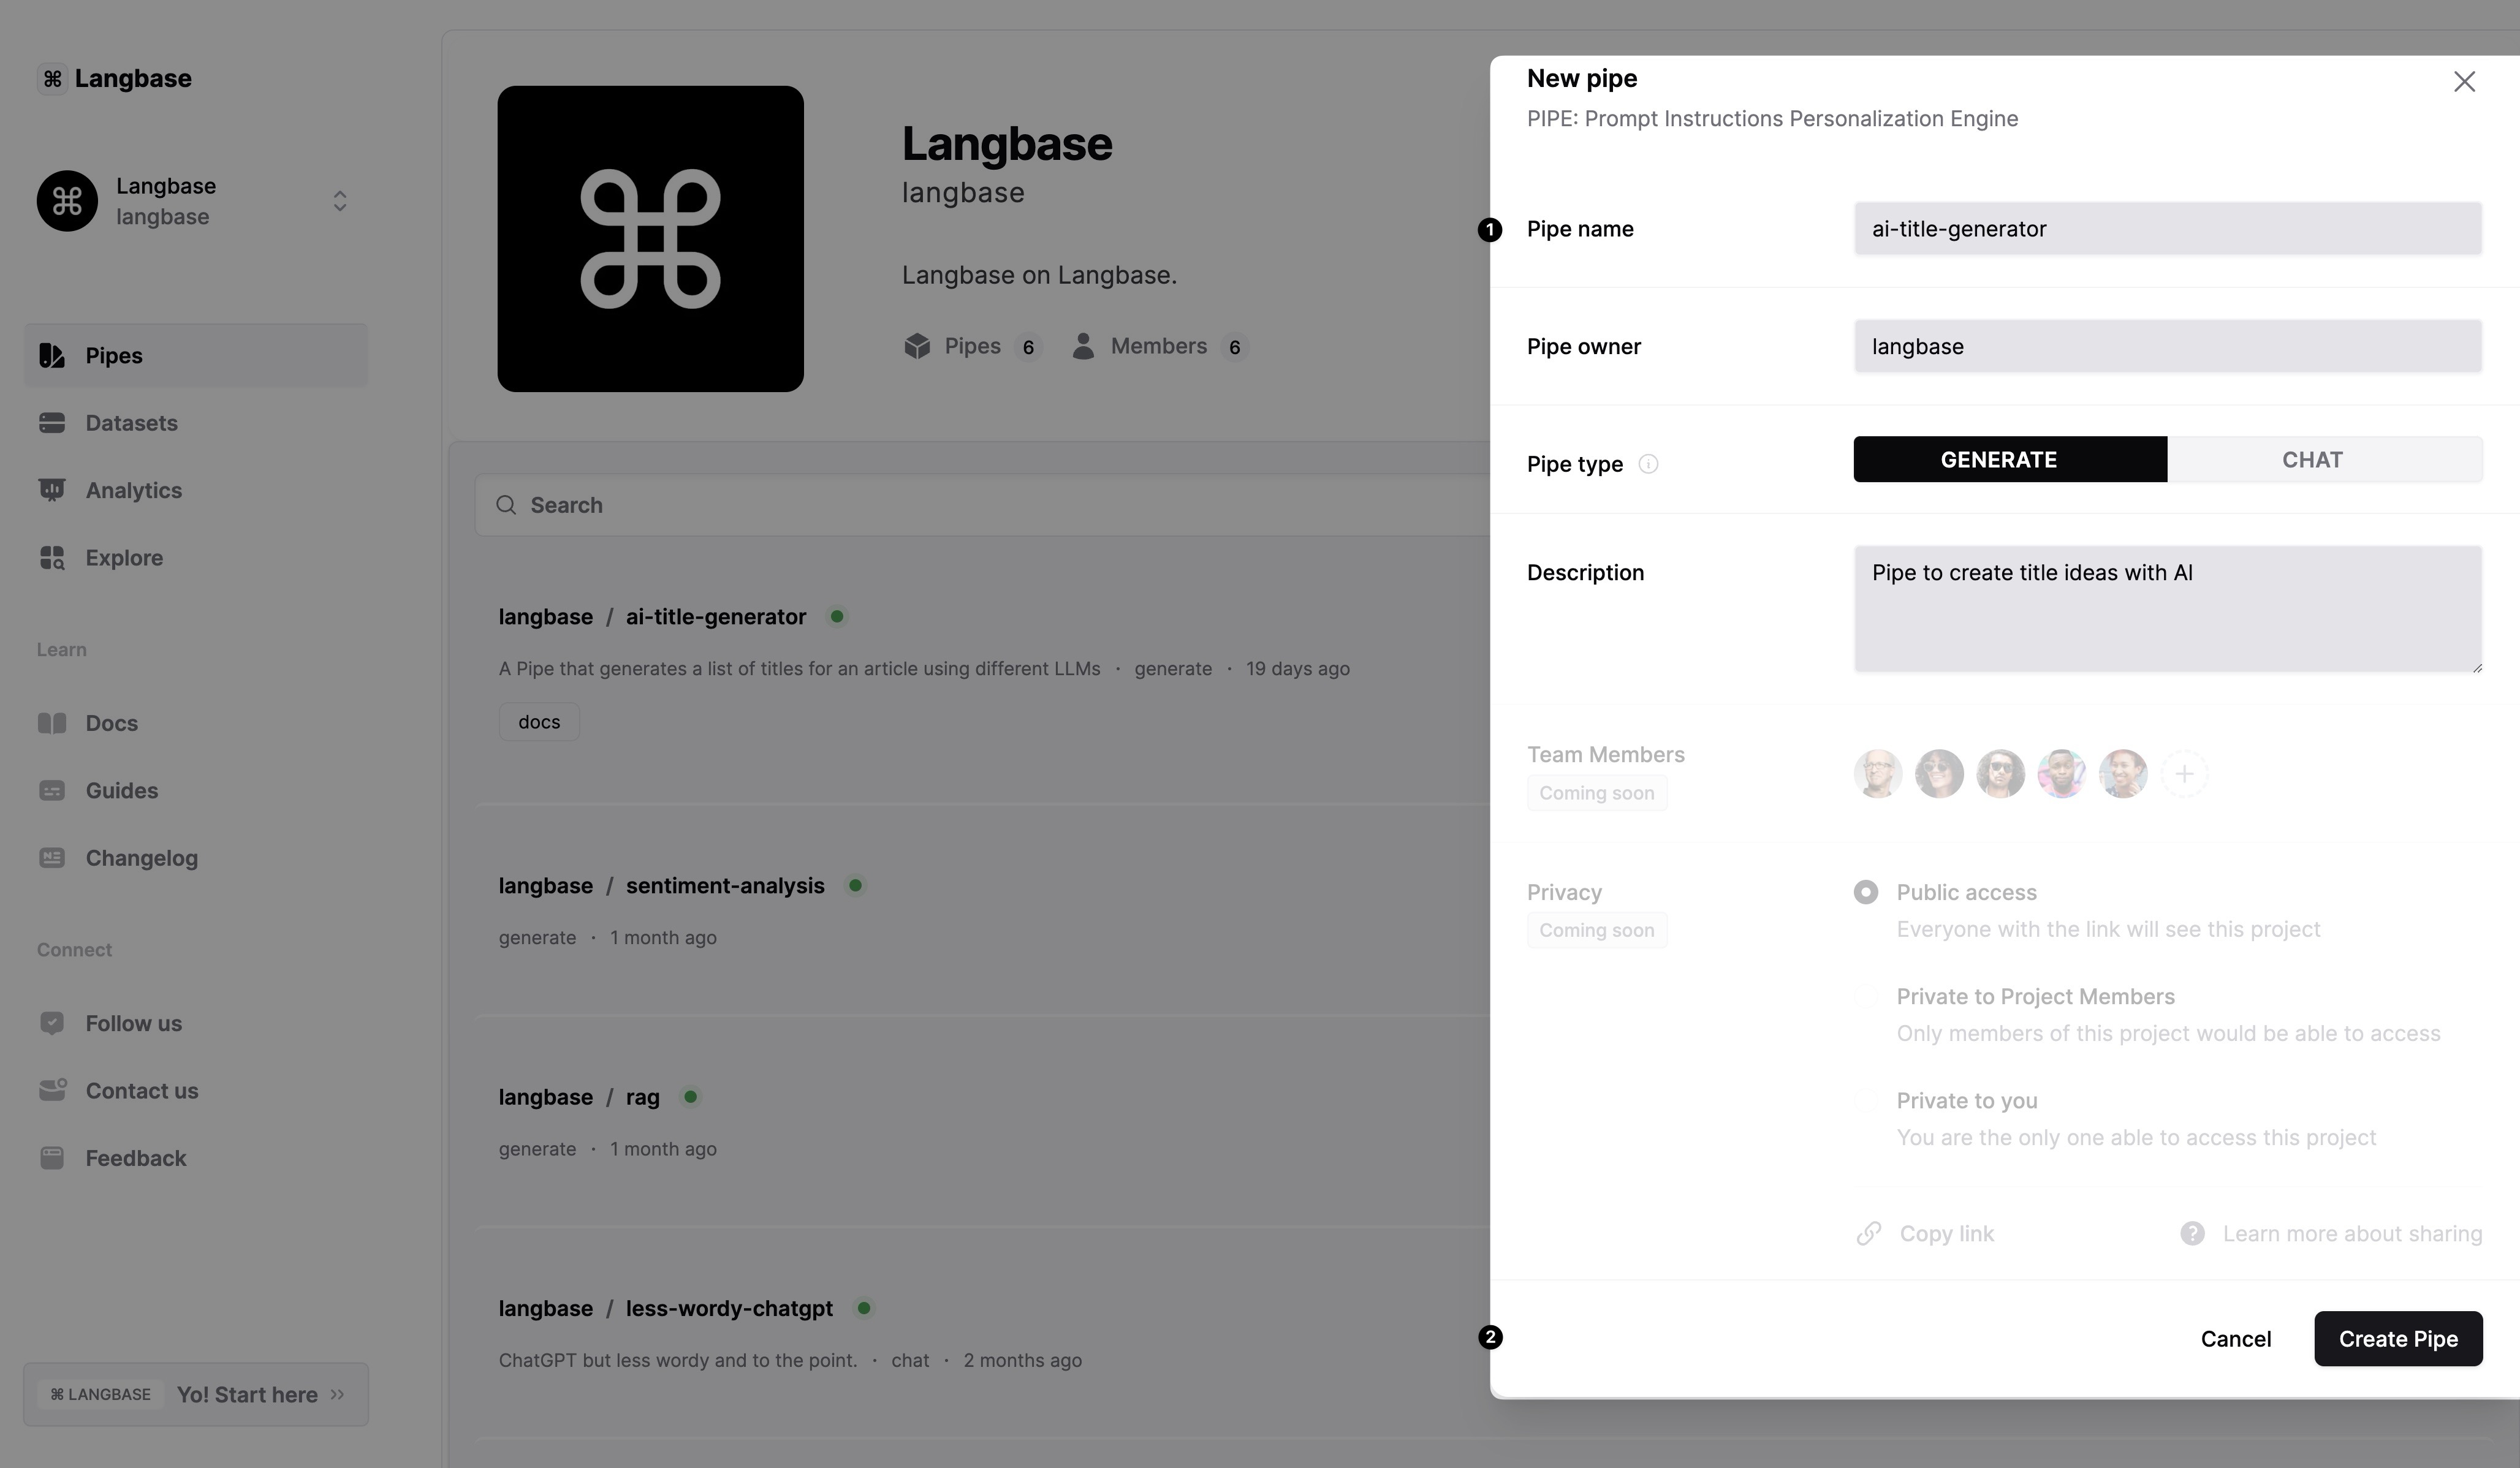 Langbase
Langbase
langbase
Pipes
Datasets
Analytics
Explore
Learn
Docs
Guides
Changelog
Connect
Follow us
Contact us
Feedback
⌘ LANGBASE Yo! Start here
Langbase
langbase
Langbase on Langbase.
Pipes 6 Members 6
Search
langbase / ai-title-generator
A Pipe that generates a list of titles for an article using different LLMs · generate · 19 days ago
docs
langbase / sentiment-analysis
generate · 1 month ago
langbase / rag
generate · 1 month ago
langbase / less-wordy-chatgpt
ChatGPT but less wordy and to the point. · chat · 2 months ago
New pipe
PIPE: Prompt Instructions Personalization Engine
1 Pipe name ai-title-generator
Pipe owner langbase
Pipe type GENERATE CHAT
Description Pipe to create title ideas with AI
Team Members
Coming soon
Privacy
Coming soon
Public access
Everyone with the link will see this project
Private to Project Members
Only members of this project would be able to access
Private to you
You are the only one able to access this project
Copy link Learn more about sharing
2 Cancel Create Pipe